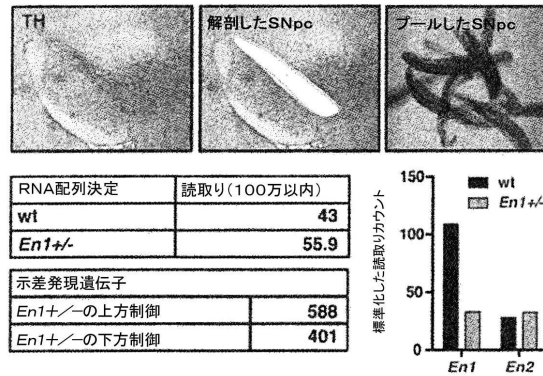 TH
解剖したSNpc
プールしたSNpc
RNA配列決定
読取り(100万以内)
wt
43
En1+/-
55.9
示差発現遺伝子
En1+/−の上方制御
588
En1+/−の下方制御
401
標準化した読取りカウント
150
100
50
0
wt
En1+/-
En1
En2